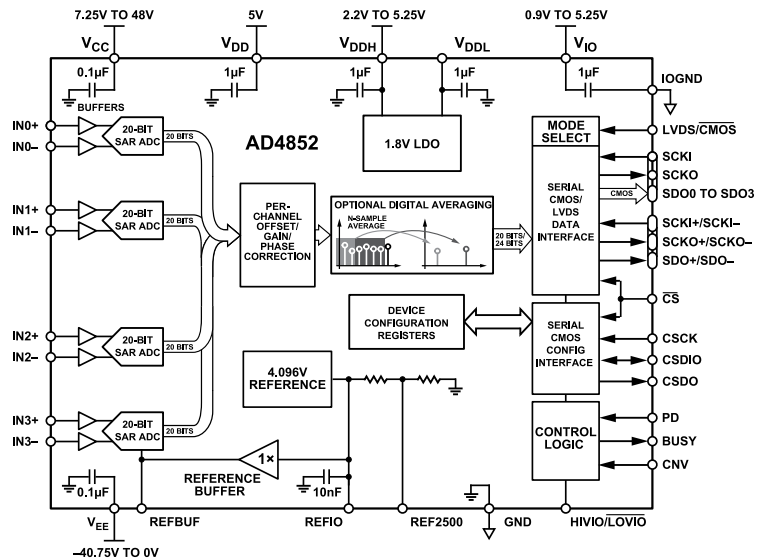 7.25V TO 48V
5V
2.2V TO 5.25V
0.9V TO 5.25V
VCC
VDD
VDDH
VDDL
VIO
0.1µF
1µF
1µF
1µF
1µF
IOGND
BUFFERS
IN0+
IN0–
20-BIT
SAR ADC
20 BITS
AD4852
1.8V LDO
MODE
SELECT
LVDS/CMOS
SCKI
SCKO
CMOS
SDO0 TO SDO3
SERIAL
CMOS/
LVDS
DATA
INTERFACE
SCKI+/SCKI–
SCKO+/SCKO–
SDO+/SDO–
IN1+
IN1–
20-BIT
SAR ADC
20 BITS
PER-
CHANNEL
OFFSET/
GAIN/
PHASE
CORRECTION
OPTIONAL DIGITAL AVERAGING
N-SAMPLE
AVERAGE
20 BITS/
24 BITS
CS
DEVICE
CONFIGURATION
REGISTERS
SERIAL
CMOS
CONFIG
INTERFACE
CSCK
CSDIO
CSDO
IN2+
IN2–
20-BIT
SAR ADC
20 BITS
4.096V
REFERENCE
IN3+
IN3–
20-BIT
SAR ADC
20 BITS
CONTROL
LOGIC
PD
BUSY
CNV
1×
REFERENCE
BUFFER
0.1µF
10nF
VEE
REFBUF
REFIO
REF2500
GND
HIVIO/LOVIO
–40.75V TO 0V